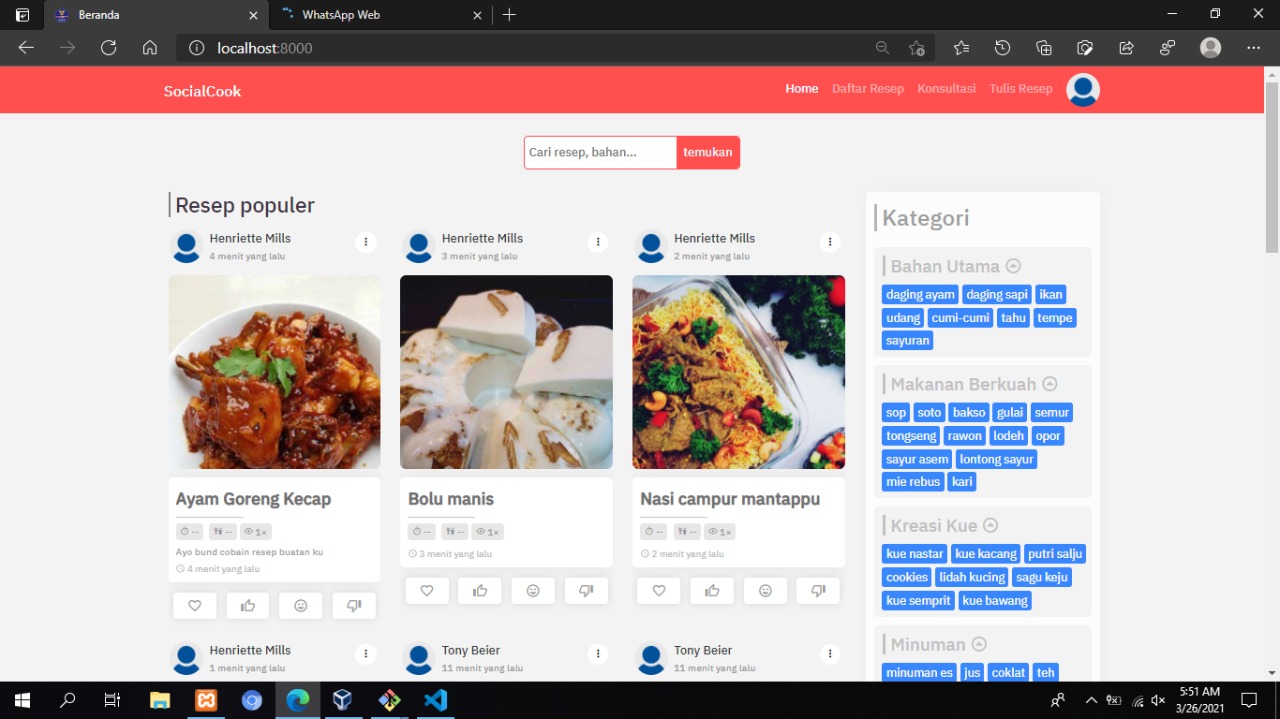 Beranda
WhatsApp Web
localhost:8000
SocialCook
Home Daftar Resep Konsultasi Tulis Resep
Cari resep, bahan... temukan
Resep populer
Henriette Mills
4 menit yang lalu
Ayam Goreng Kecap
-- -- 1×
Ayo bund cobain resep buatan ku
4 menit yang lalu
Henriette Mills
3 menit yang lalu
Bolu manis
-- -- 1×
3 menit yang lalu
Henriette Mills
2 menit yang lalu
Nasi campur mantappu
-- -- 1×
2 menit yang lalu
Henriette Mills
1 menit yang lalu
Tony Beier
11 menit yang lalu
Tony Beier
11 menit yang lalu
Kategori
Bahan Utama
daging ayam daging sapi ikan
udang cumi-cumi tahu tempe
sayuran
Makanan Berkuah
sop soto bakso gulai semur
tongseng rawon lodeh opor
sayur asem lontong sayur
mie rebus kari
Kreasi Kue
kue nastar kue kacang putri salju
cookies lidah kucing sagu keju
kue semprit kue bawang
Minuman
minuman es jus coklat teh
5:51 AM
3/26/2021